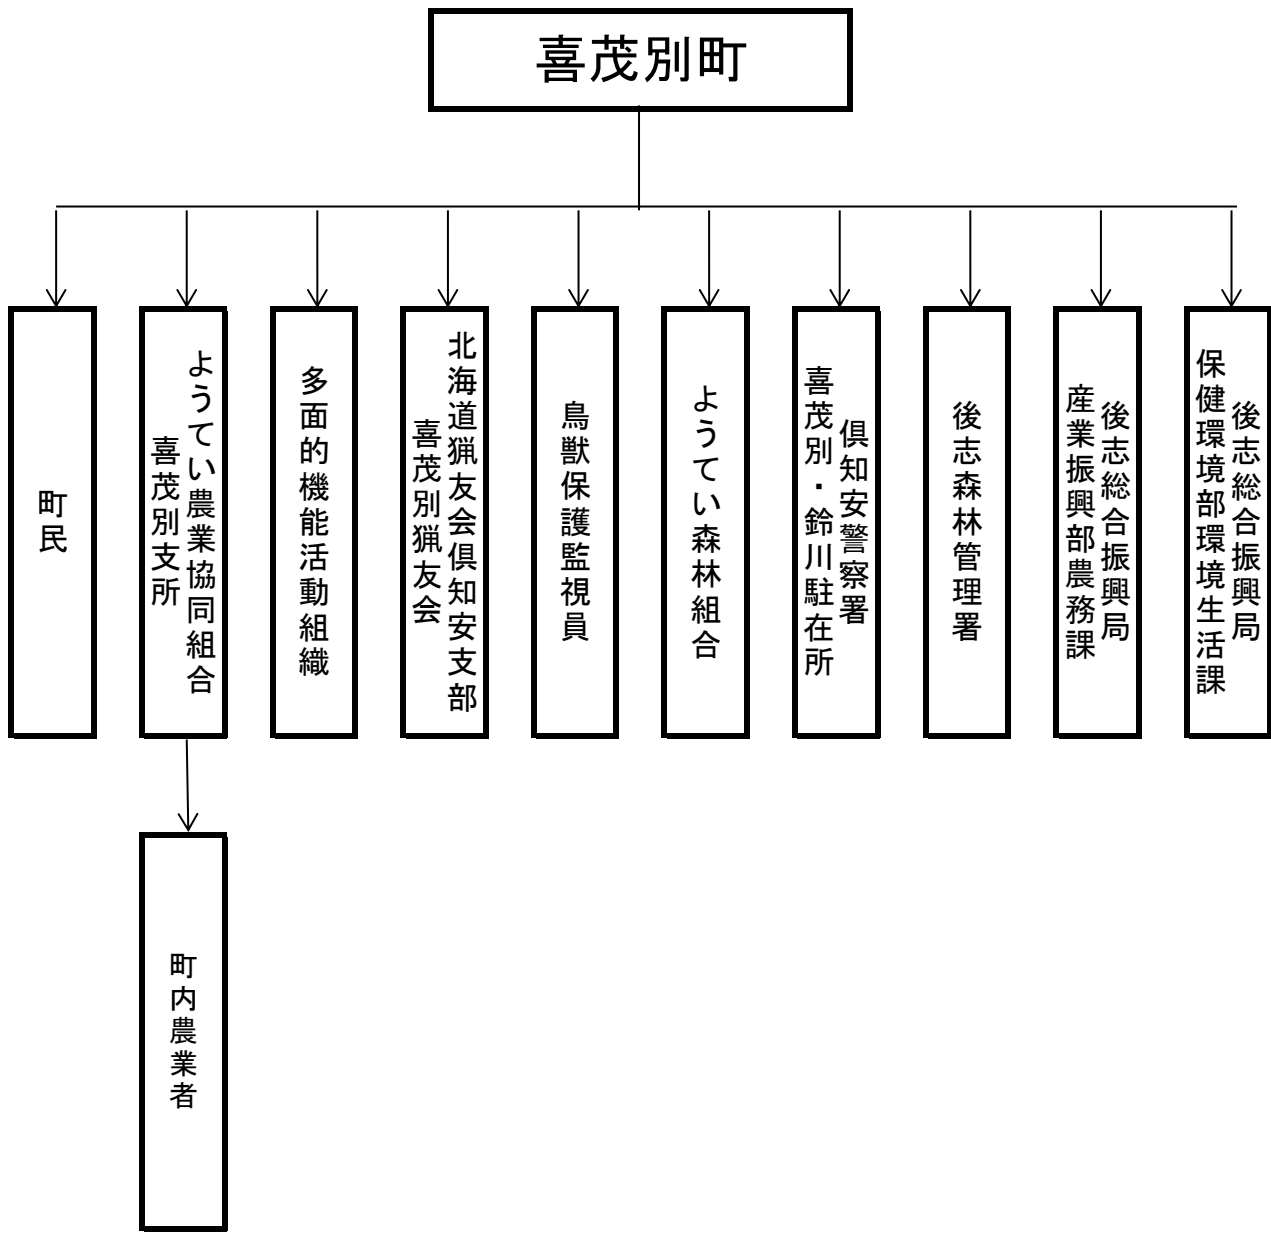 喜茂別町
町民
ようてい農業協同組合
喜茂別支所
多面的機能活動組織
北海道猟友会倶知安支部
喜茂別猟友会
鳥獣保護監視員
ようてい森林組合
倶知安警察署
喜茂別・鈴川駐在所
後志森林管理署
後志総合振興局
産業振興部農務課
後志総合振興局
保健環境部環境生活課
町内農業者